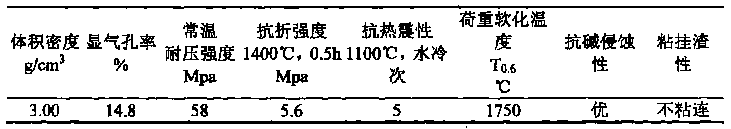 体积密度 g/cm³ 显气孔率 % 常温耐压强度 Mpa 抗折强度 1400℃，0.5h Mpa 抗热震性 1100℃，水冷 次 荷重软化温度 T0.6 ℃ 抗碱侵蚀性 粘挂渣性
3.00 14.8 58 5.6 5 1750 优 不粘连